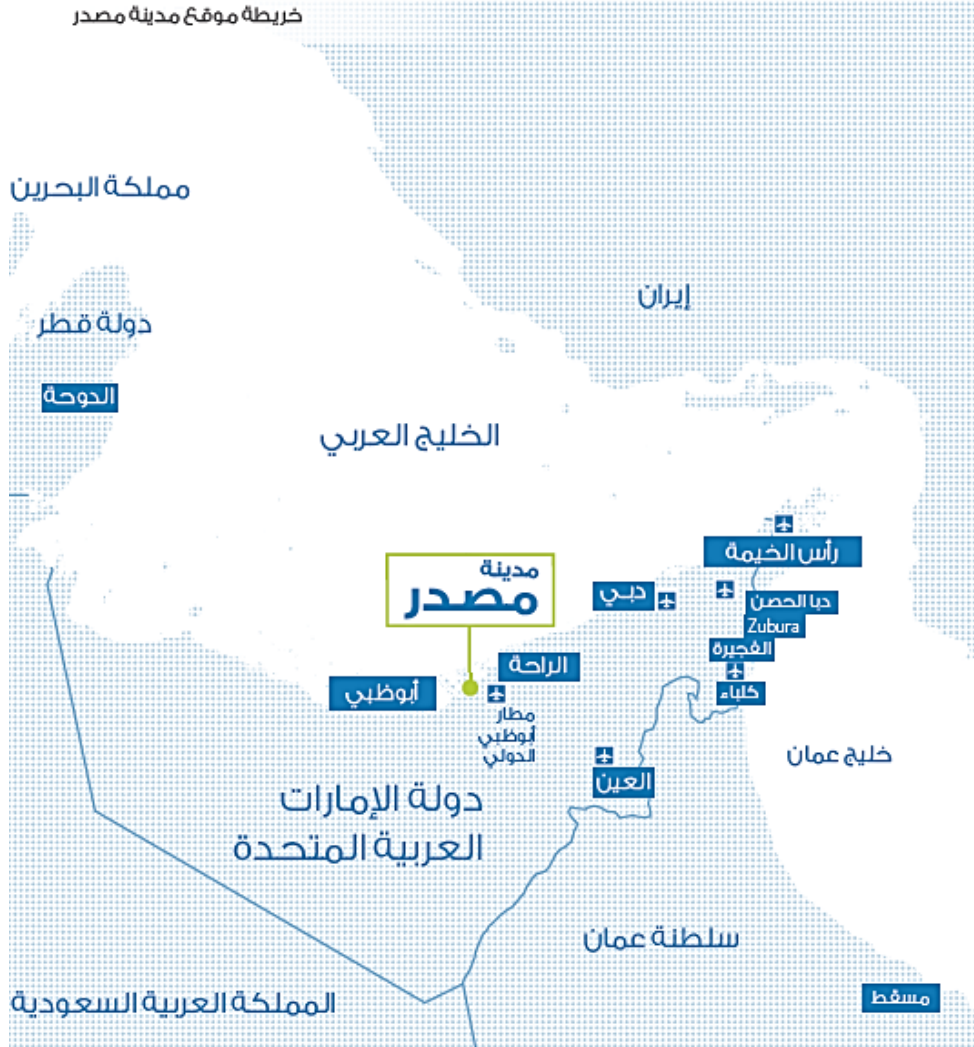 خريطة موقع مدينة مصدر
مملكة البحرين
إيران
دولة قطر
الدوحة
الخليج العربي
رأس الخيمة
مدينة
مصدر
دبي
دبا الحصن
Zubura
الفجيرة
الراحة
كلباء
أبوظبي
مطار
أبوظبي
الدولي
خليج عمان
العين
دولة الإمارات
العربية المتحدة
سلطنة عمان
المملكة العربية السعودية
مسقط